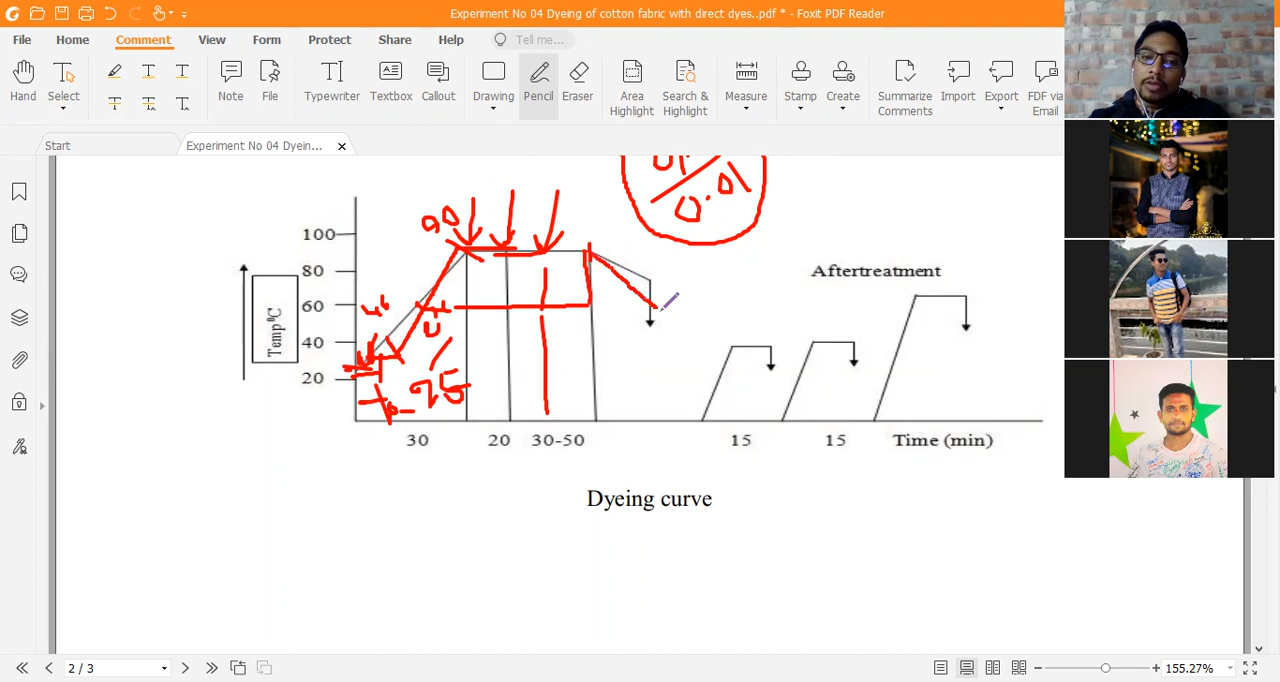 Experiment No 04 Dyeing of cotton fabric with direct dyes..pdf * - Foxit PDF Reader
File Home Comment View Form Protect Share Help Tell me...
Hand Select Note File Typewriter Textbox Callout Drawing Pencil Eraser Area Highlight Search & Highlight Measure Stamp Create Summarize Comments Import Export FDF via Email
Start Experiment No 04 Dyein...
0.01
90
100
80
Aftertreatment
60
Temp⁰C
40
20
30 20 30-50 15 15 Time (min)
Dyeing curve
2 / 3 155.27%